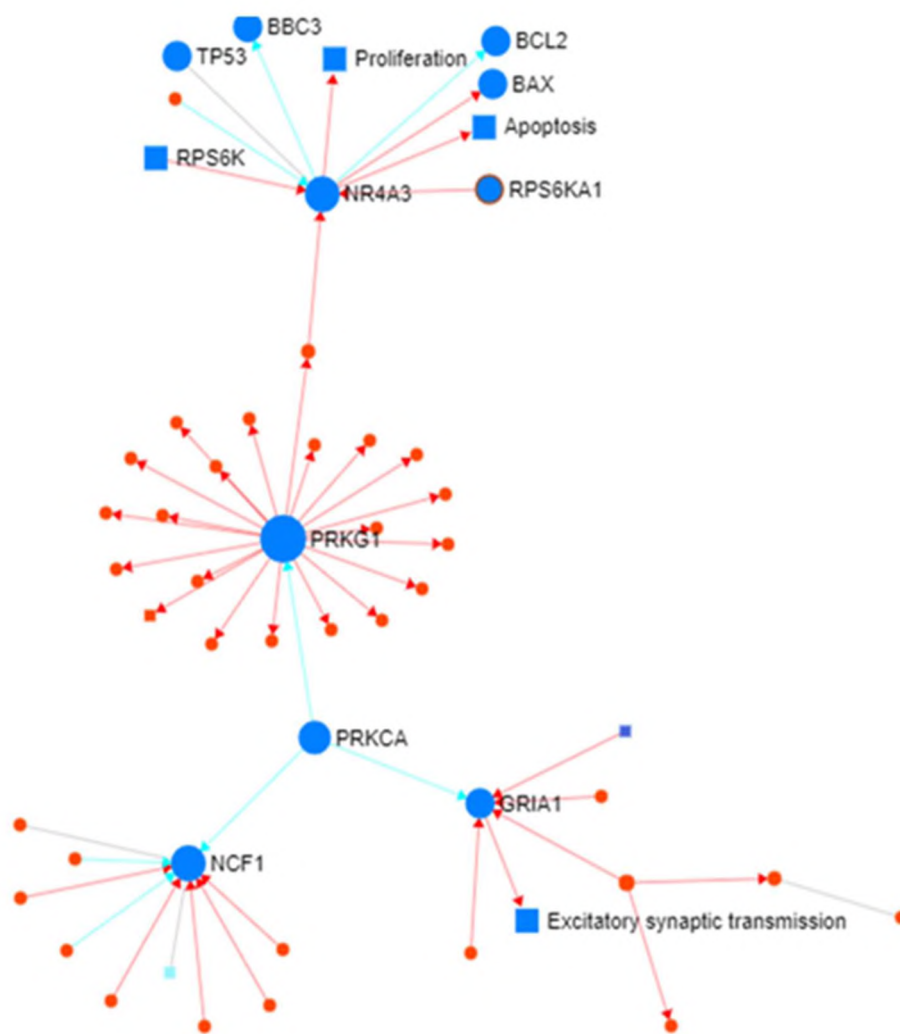 BBC3
BCL2
TP53
Proliferation
BAX
Apoptosis
RPS6K
NR4A3
RPS6KA1
PRKG1
PRKCA
GRIA1
NCF1
Excitatory synaptic transmission